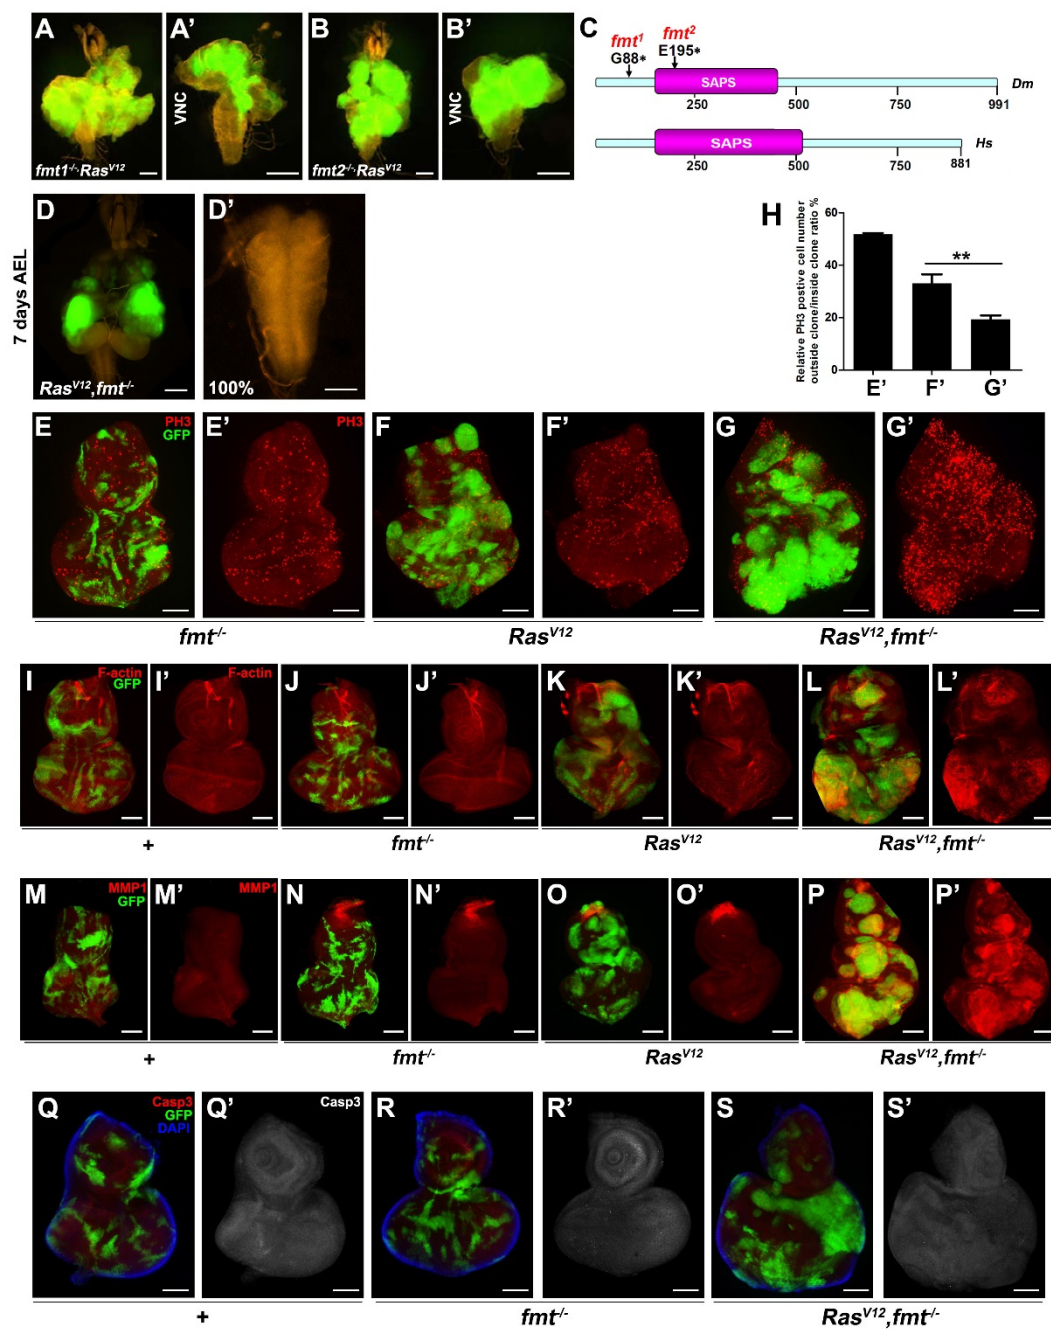 A
A’
B
B’
C
VNC
VNC
fmt1-/-.RasV12
fmt2-/-.RasV12
fmt1
G88*
fmt2
E195*
SAPS
Dm
250
500
750
991
SAPS
Hs
250
500
750
881
7 days AEL
D
RasV12,fmt-/-
D’
100%
H
Relative PH3 postive cell number
outside clone/inside clone ratio %
60
40
20
0
**
E’
F’
G’
E
PH3
GFP
E’
PH3
F
F’
G
G’
fmt-/-
RasV12
RasV12,fmt-/-
I
F-actin
GFP
I’
F-actin
J
J’
K
K’
L
L’
+
fmt-/-
RasV12
RasV12,fmt-/-
M
MMP1
GFP
M’
MMP1
N
N’
O
O’
P
P’
+
fmt-/-
RasV12
RasV12,fmt-/-
Q
Casp3
GFP
DAPI
Q’
Casp3
R
R’
S
S’
+
fmt-/-
RasV12,fmt-/-